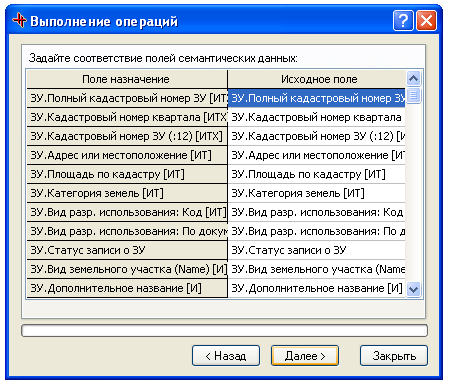 Выполнение операций
Задайте соответствие полей семантических данных:
Поле назначение Исходное поле
ЗУ.Полный кадастровый номер ЗУ [ИТ ЗУ.Полный кадастровый номер ЗУ
ЗУ.Кадастровый номер квартала [ИТХ] ЗУ.Кадастровый номер квартала
ЗУ.Кадастровый номер ЗУ (:12) [ИТХ] ЗУ.Кадастровый номер ЗУ (:12) [И
ЗУ.Адрес или местоположение [ИТ] ЗУ.Адрес или местоположение [И
ЗУ.Площадь по кадастру [ИТ] ЗУ.Площадь по кадастру [ИТ]
ЗУ.Категория земель [ИТ] ЗУ.Категория земель [ИТ]
ЗУ.Вид разр. использования: Код [ИТ] ЗУ.Вид разр. использования: Код
ЗУ.Вид разр. использования: По докум ЗУ.Вид разр. использования: По д
ЗУ.Статус записи о ЗУ ЗУ.Статус записи о ЗУ
ЗУ.Вид земельного участка (Name) [И] ЗУ.Вид земельного участка (Name
ЗУ.Дополнительное название [И] ЗУ.Дополнительное название [И]
< Назад Далее > Закрыть